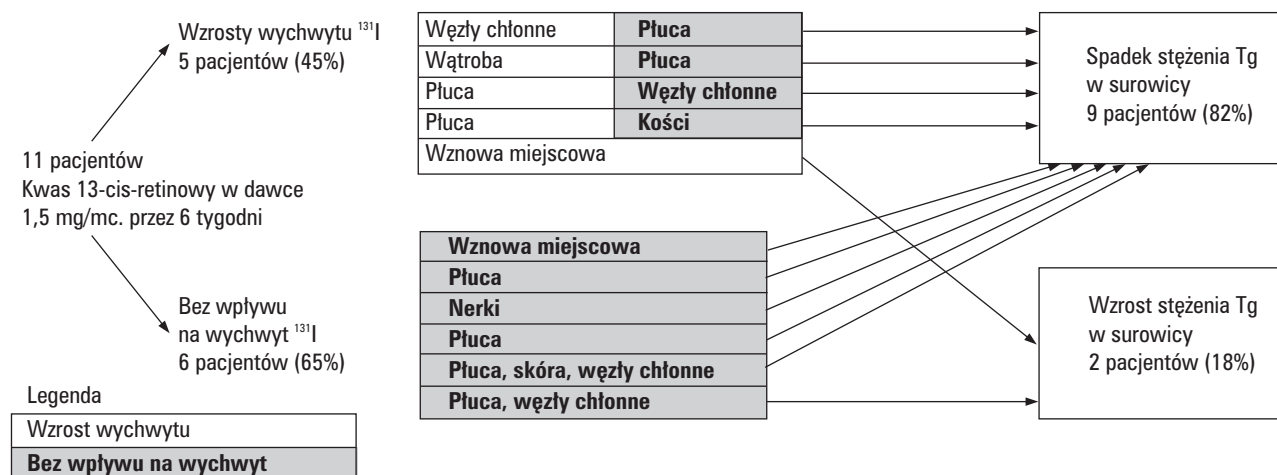 Wzrosty wychwytu ¹³¹I
5 pacjentów (45%)
11 pacjentów
Kwas 13-cis-retinowy w dawce
1,5 mg/mc. przez 6 tygodni
Bez wpływu
na wychwyt ¹³¹I
6 pacjentów (65%)
Legenda
Wzrost wychwytu
Bez wpływu na wychwyt
Węzły chłonne Płuca
Wątroba Płuca
Płuca Węzły chłonne
Płuca Kości
Wznowa miejscowa
Wznowa miejscowa
Płuca
Nerki
Płuca
Płuca, skóra, węzły chłonne
Płuca, węzły chłonne
Spadek stężenia Tg
w surowicy
9 pacjentów (82%)
Wzrost stężenia Tg
w surowicy
2 pacjentów (18%)